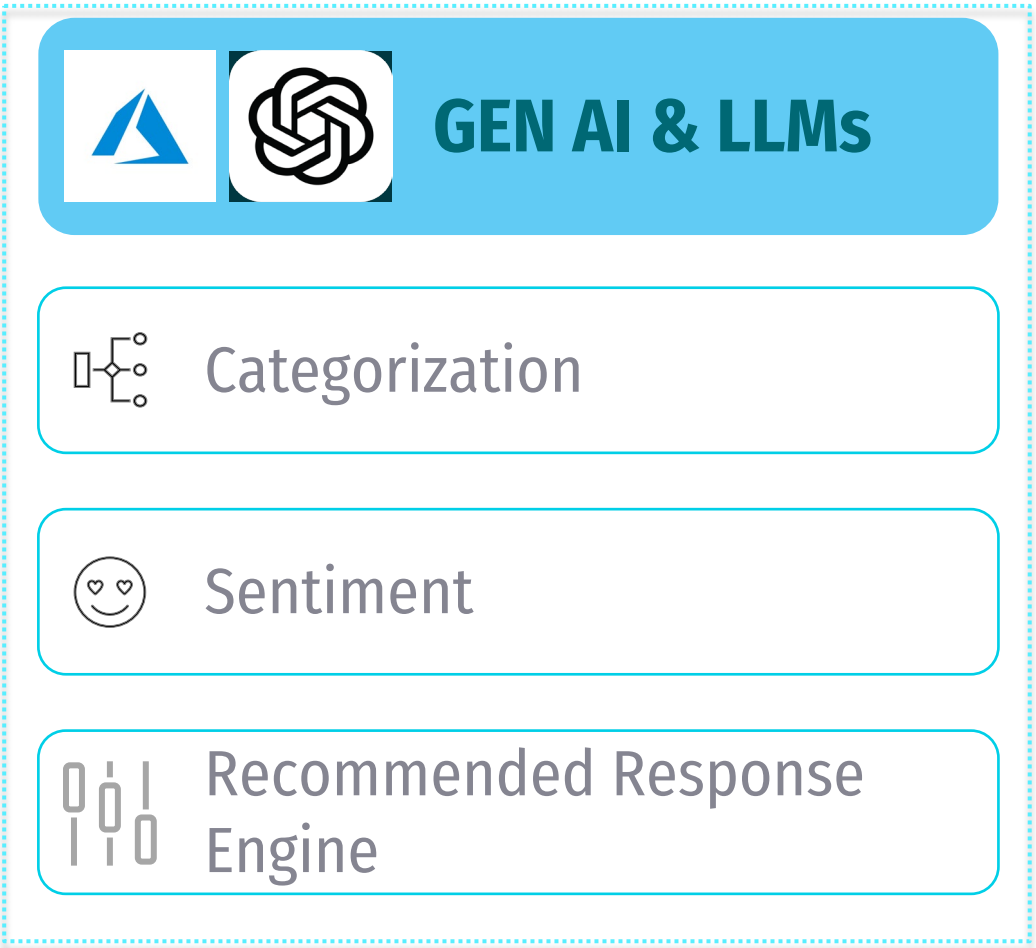 GEN AI & LLMs
Categorization
Sentiment
Recommended Response
Engine